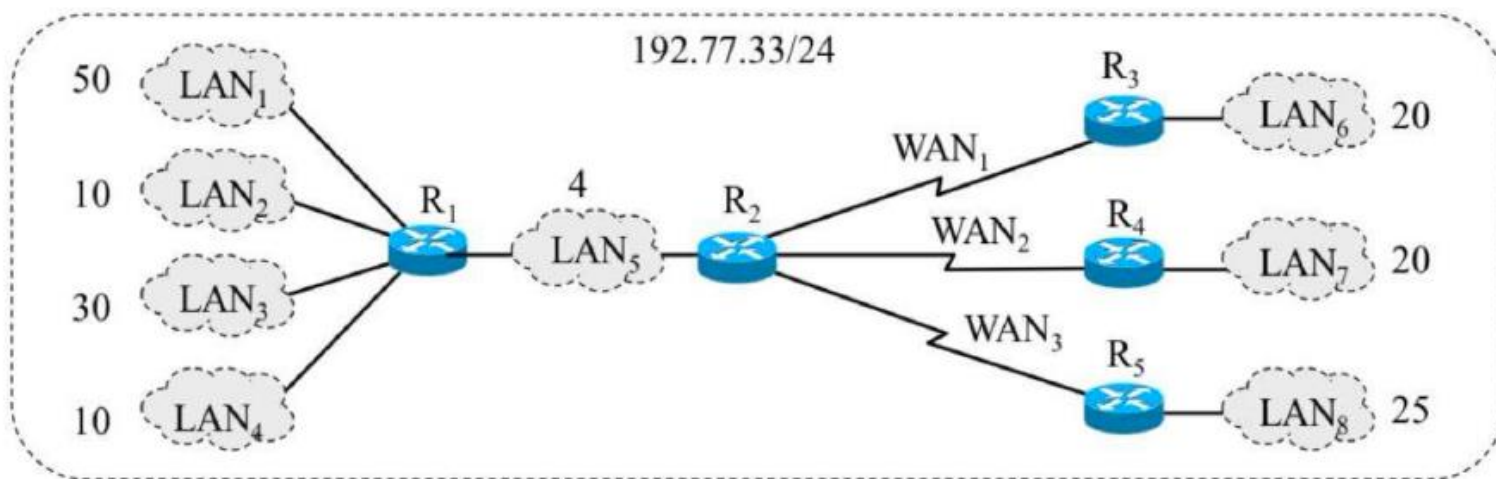 192.77.33/24
50
LAN₁
10
LAN₂
30
LAN₃
10
LAN₄
R₁
4
LAN₅
R₂
WAN₁
WAN₂
WAN₃
R₃
LAN₆
20
R₄
LAN₇
20
R₅
LAN₈
25